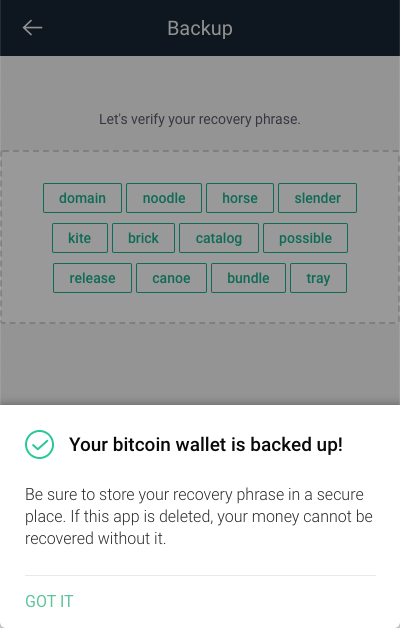 Backup
Let's verify your recovery phrase.
domain noodle horse slender
kite brick catalog possible
release canoe bundle tray
Your bitcoin wallet is backed up!
Be sure to store your recovery phrase in a secure
place. If this app is deleted, your money cannot be
recovered without it.
GOT IT